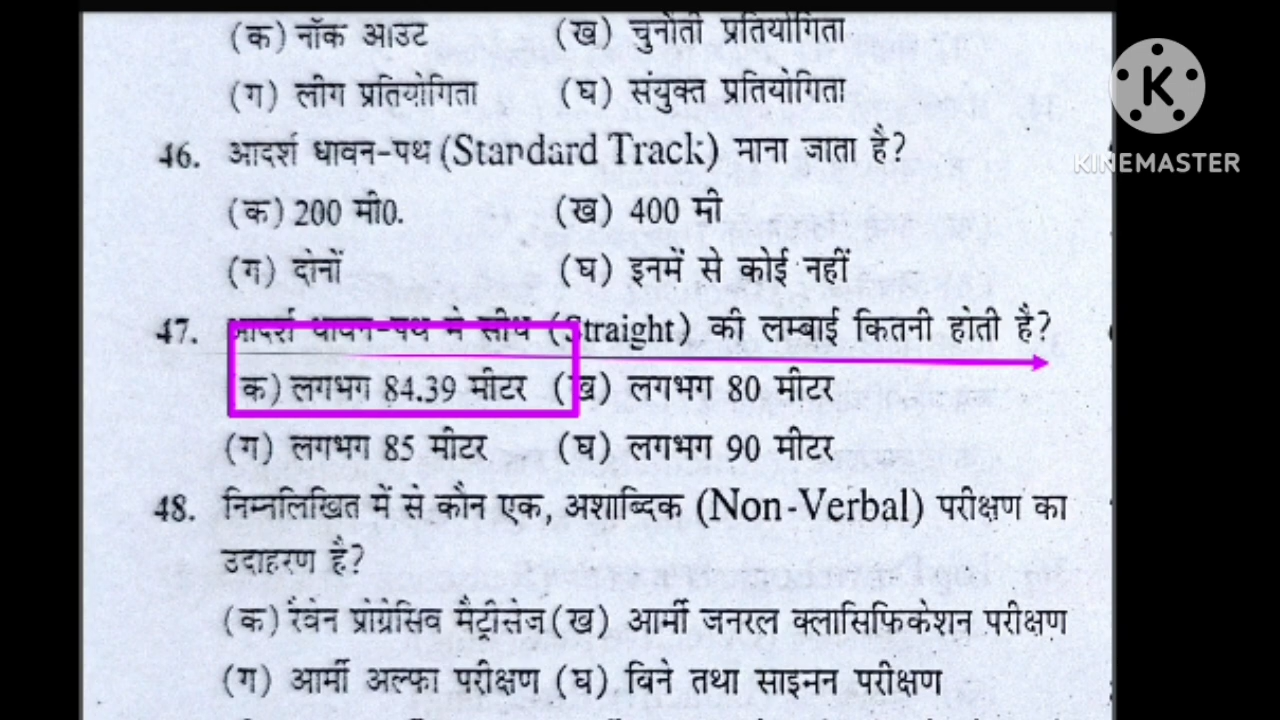 (क) नॉक आउट (ख) चुनौती प्रतियोगिता
(ग) लीग प्रतियोगिता (घ) संयुक्त प्रतियोगिता
46. आदर्श धावन-पथ (Standard Track) माना जाता है?
(क) 200 मी0. (ख) 400 मी
(ग) दोनों (घ) इनमें से कोई नहीं
47. आदर्श धावन-पथ में सीध (Straight) की लम्बाई कितनी होती है?
(क) लगभग 84.39 मीटर (ख) लगभग 80 मीटर
(ग) लगभग 85 मीटर (घ) लगभग 90 मीटर
48. निम्नलिखित में से कौन एक, अशाब्दिक (Non-Verbal) परीक्षण का
उदाहरण है?
(क) रैवेन प्रोग्रेसिव मैट्रीसेज (ख) आर्मी जनरल क्लासिफिकेशन परीक्षण
(ग) आर्मी अल्फा परीक्षण (घ) विने तथा साइमन परीक्षण
K
KINEMASTER